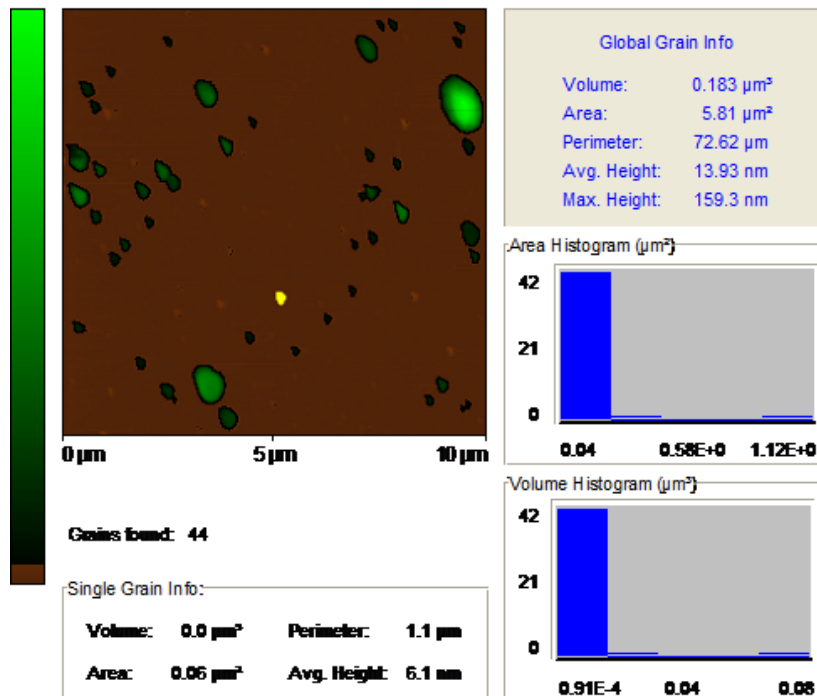 Global Grain Info
Volume: 0.183 µm³
Area: 5.81 µm²
Perimeter: 72.62 µm
Avg. Height: 13.93 nm
Max. Height: 159.3 nm
Area Histogram (µm²)
42
21
0
0.04 0.58E+0 1.12E+0
0 µm 5 µm 10 µm
Volume Histogram (µm³)
42
21
0
0.91E-4 0.04 0.08
Grains found: 44
Single Grain Info:
Volume: 0.0 µm³ Perimeter: 1.1 µm
Area: 0.06 µm² Avg. Height: 6.1 nm